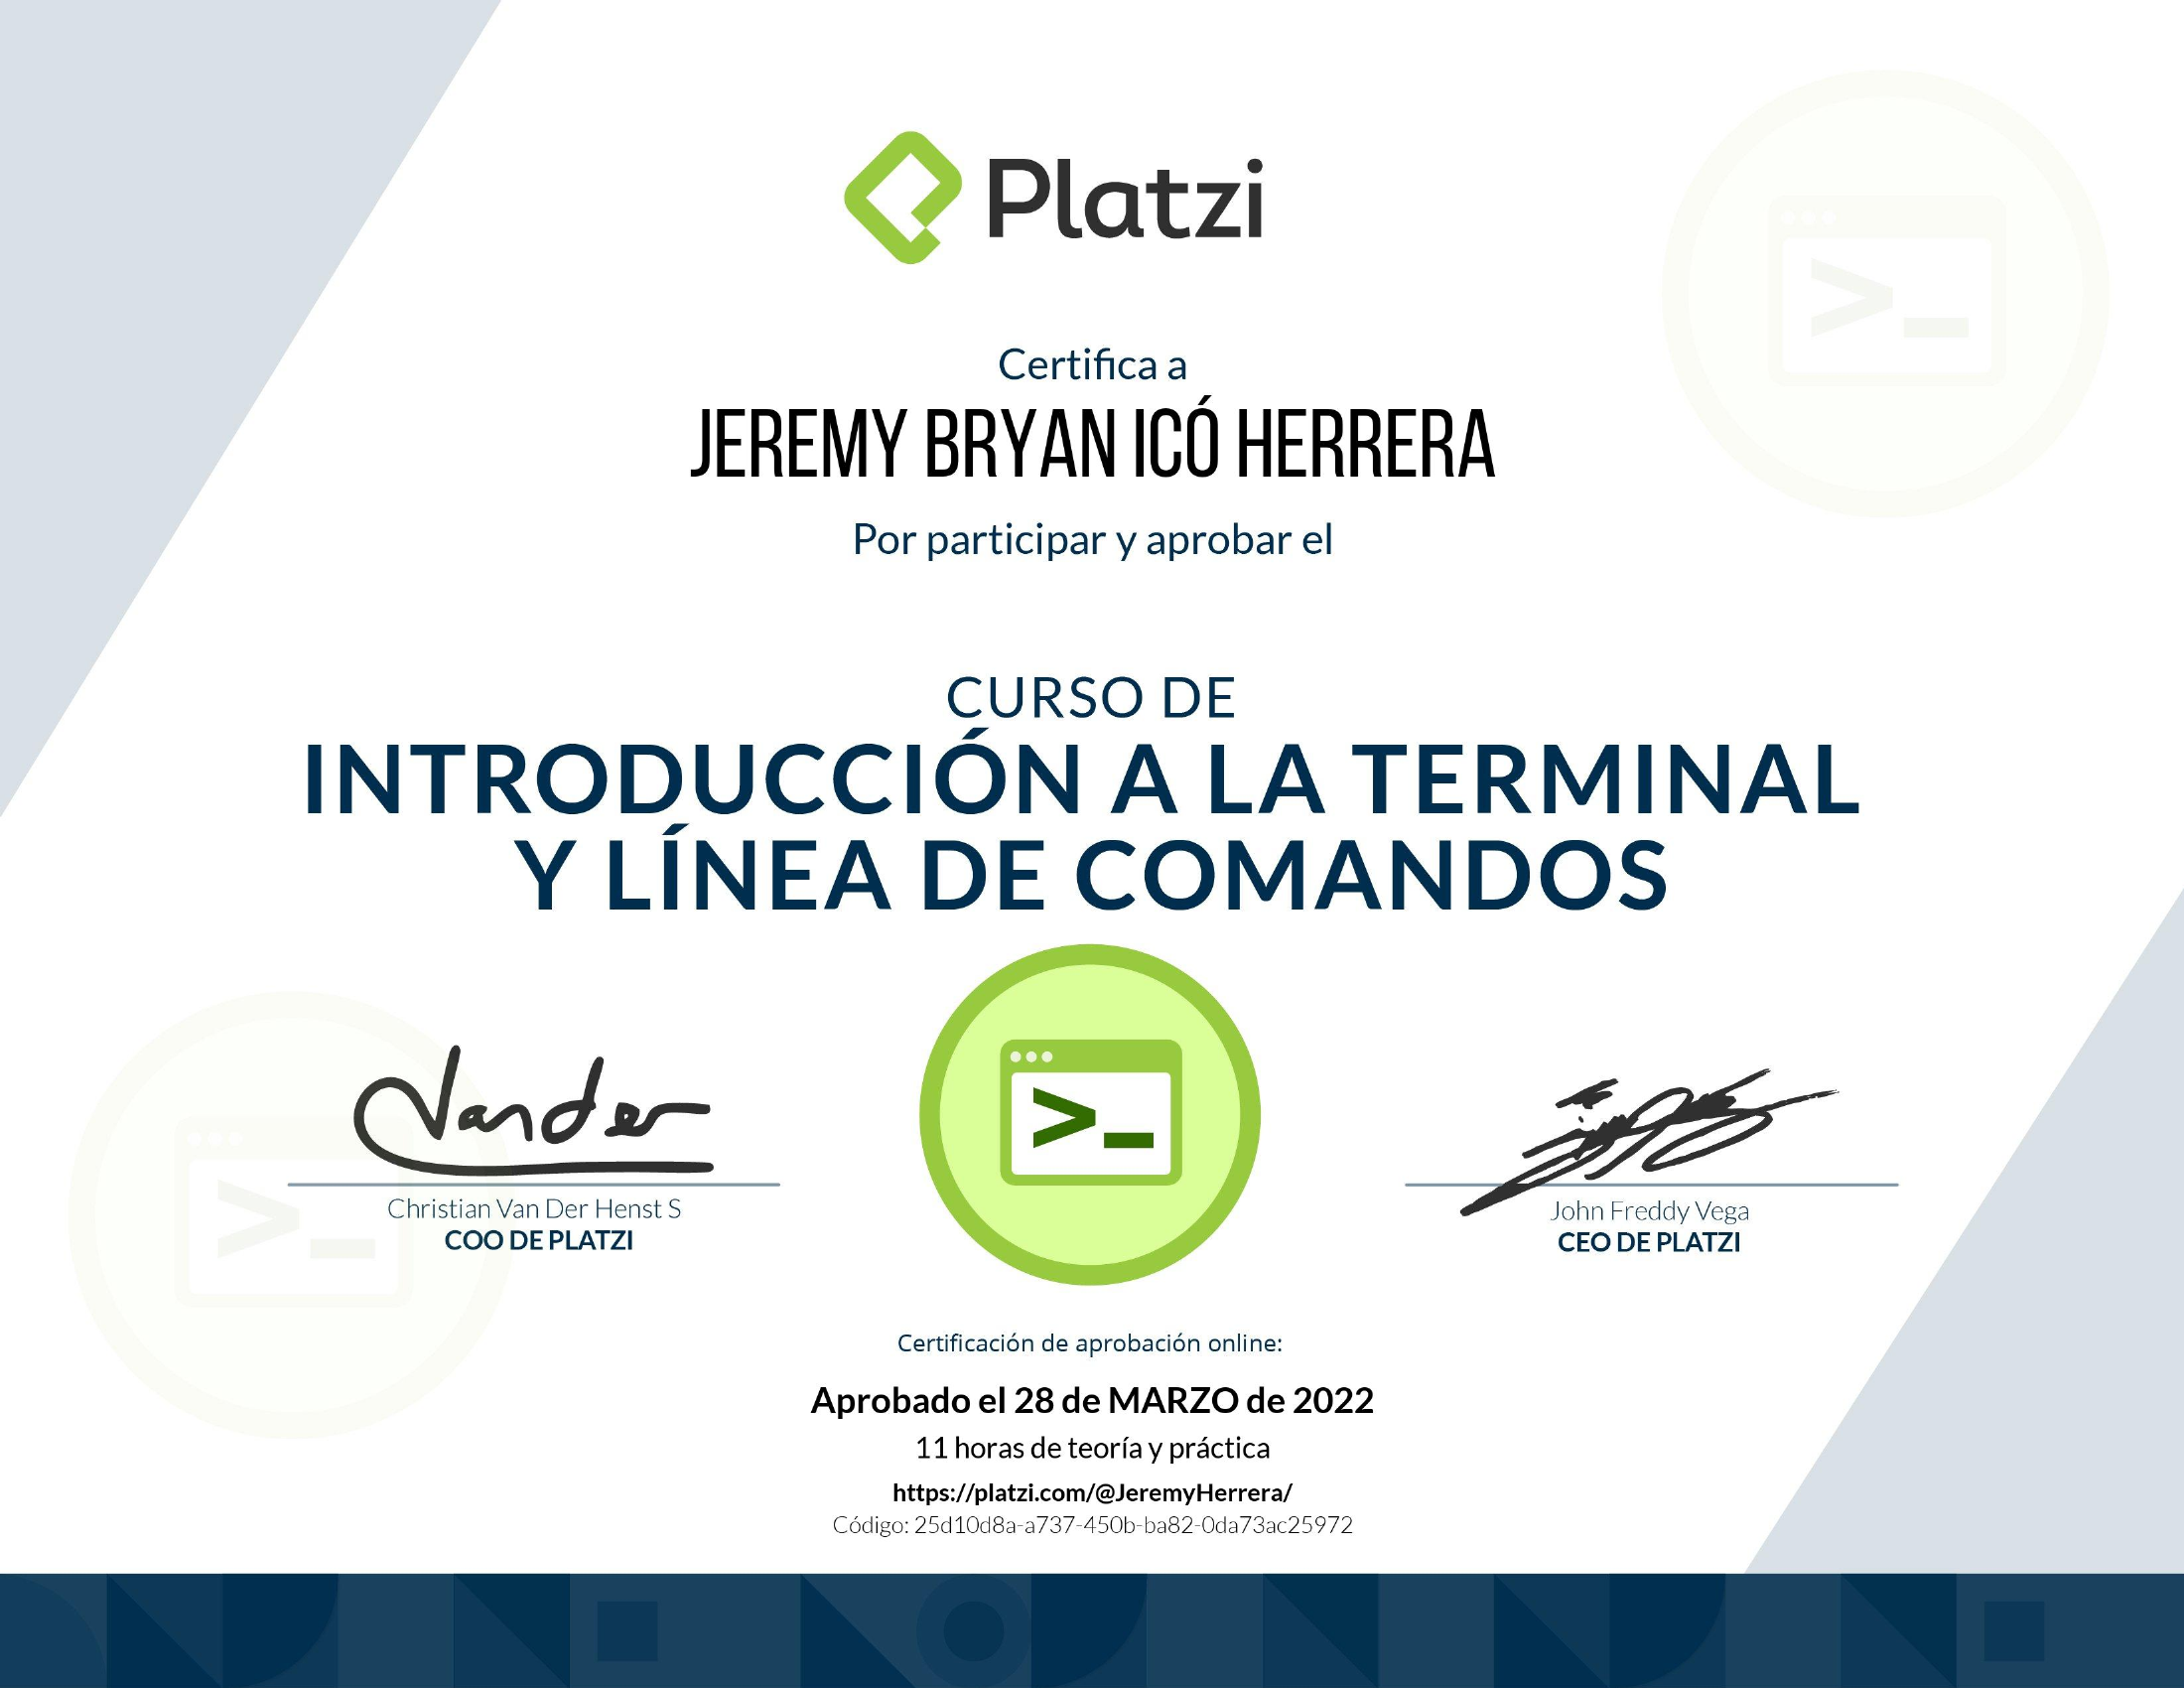 Platzi
Certifica a
JEREMY BRYAN ICÓ HERRERA
Por participar y aprobar el
CURSO DE
INTRODUCCIÓN A LA TERMINAL
Y LÍNEA DE COMANDOS
Vander
Christian Van Der Henst S
COO DE PLATZI
John Freddy Vega
CEO DE PLATZI
Certificación de aprobación online:
Aprobado el 28 de MARZO de 2022
11 horas de teoría y práctica
https://platzi.com/@JeremyHerrera/
Código: 25d10d8a-a737-450b-ba82-0da73ac25972